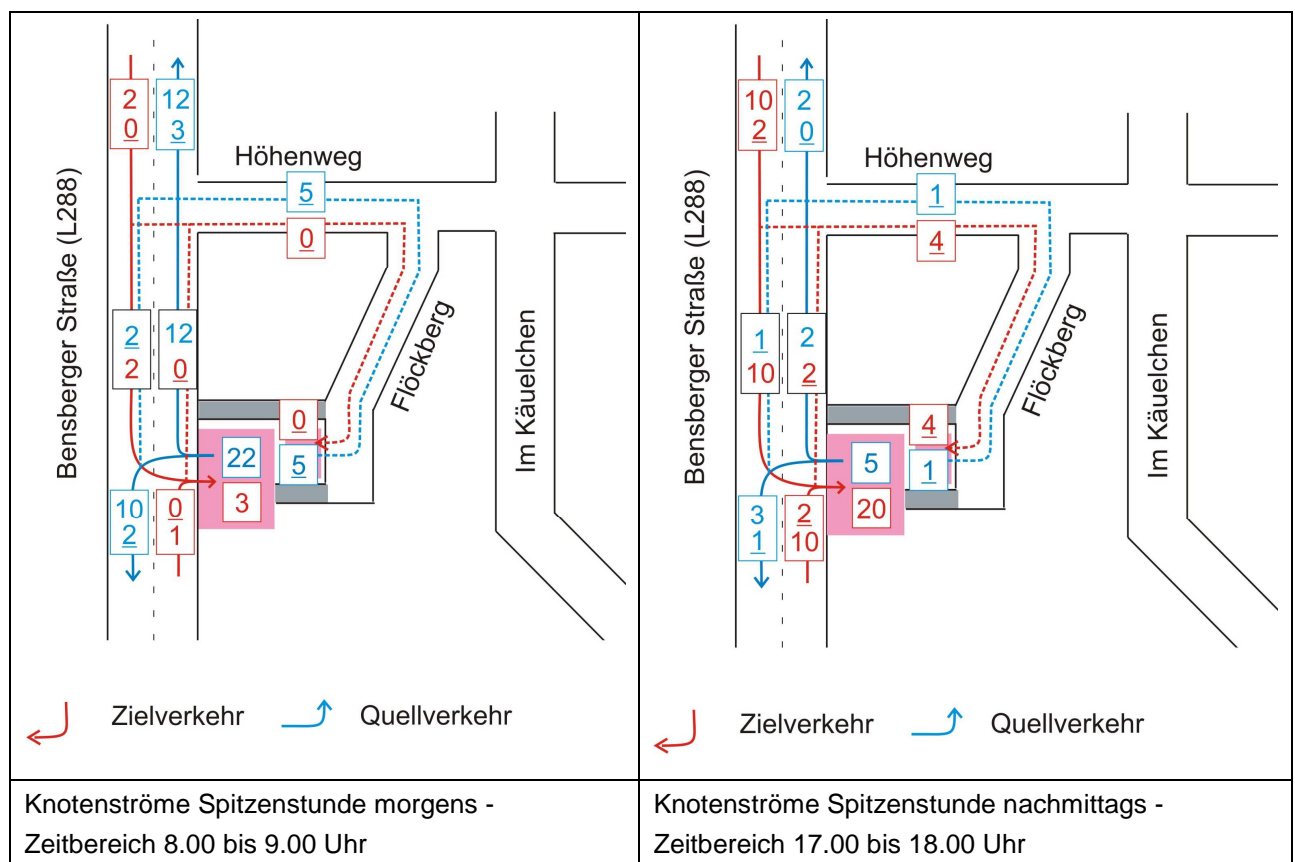 2
0
12
3
Höhenweg
5
0
Bensberger Straße (L288)
2
2
12
0
Flöckberg
Im Käuelchen
0
5
22
3
10
2
0
1
Zielverkehr
Quellverkehr
Knotenströme Spitzenstunde morgens -
Zeitbereich 8.00 bis 9.00 Uhr
10
2
2
0
Höhenweg
1
4
Bensberger Straße (L288)
1
10
2
2
Flöckberg
Im Käuelchen
4
1
5
20
3
1
2
10
Zielverkehr
Quellverkehr
Knotenströme Spitzenstunde nachmittags -
Zeitbereich 17.00 bis 18.00 Uhr